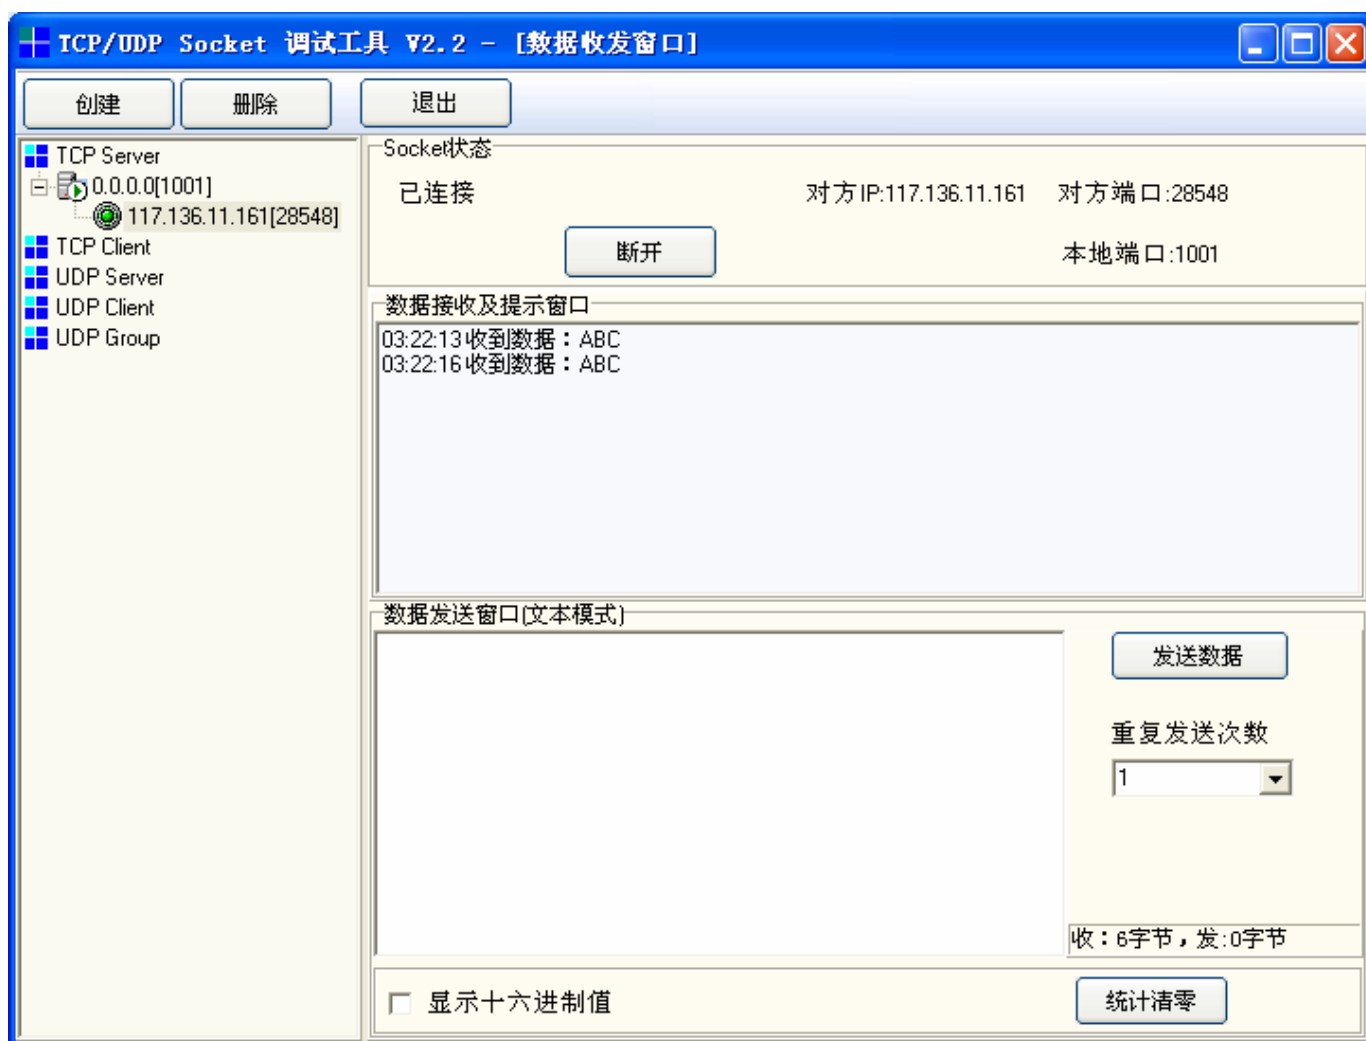 TCP/UDP Socket 调试工具 V2.2 - [数据收发窗口]
创建 删除 退出
TCP Server
0.0.0.0[1001]
117.136.11.161[28548]
TCP Client
UDP Server
UDP Client
UDP Group
Socket状态
已连接 对方IP:117.136.11.161 对方端口:28548
断开 本地端口:1001
数据接收及提示窗口
03:22:13收到数据：ABC
03:22:16收到数据：ABC
数据发送窗口(文本模式)
发送数据
重复发送次数
1
收：6字节，发:0字节
显示十六进制值 统计清零